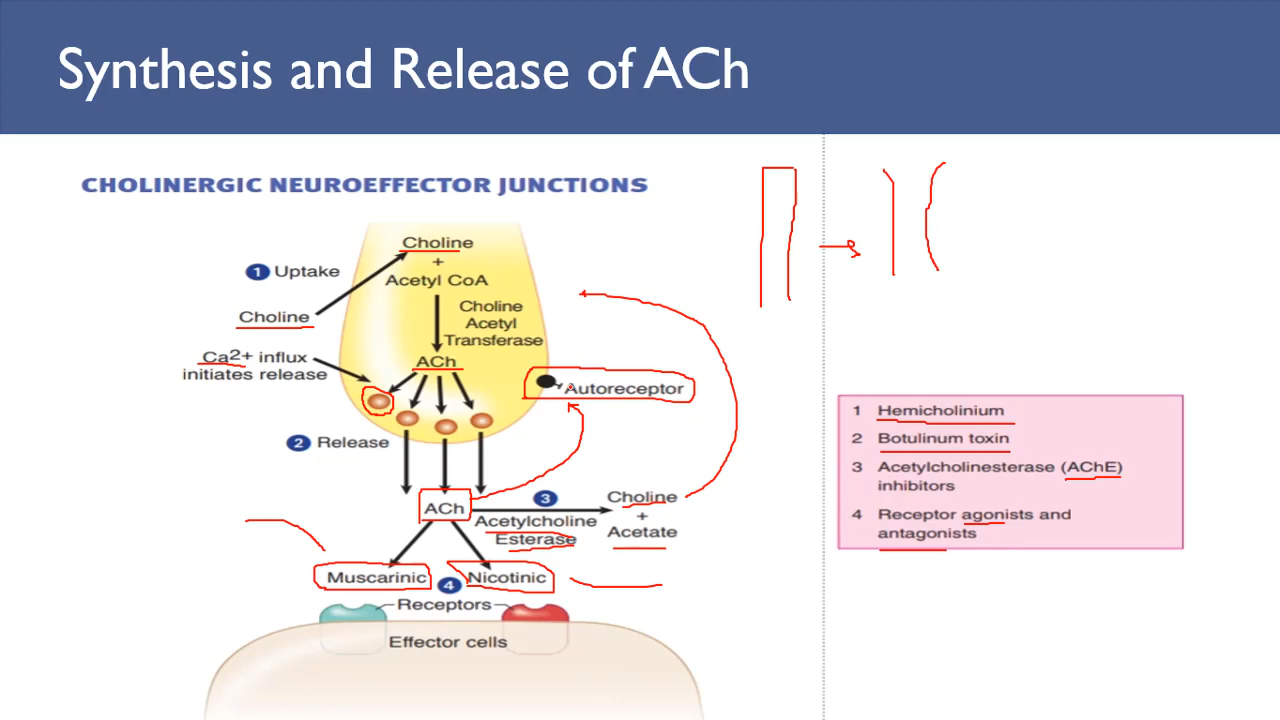 Synthesis and Release of ACh
CHOLINERGIC NEUROEFFECTOR JUNCTIONS
Choline
+
Acetyl CoA
1 Uptake
Choline
Choline
Acetyl
Transferase
Ca2+ influx
initiates release
ACh
Autoreceptor
2 Release
ACh
3
Acetylcholine
Esterase
Choline
+
Acetate
Muscarinic
4
Nicotinic
Receptors
Effector cells
1 Hemicholinium
2 Botulinum toxin
3 Acetylcholinesterase (AChE)
inhibitors
4 Receptor agonists and
antagonists